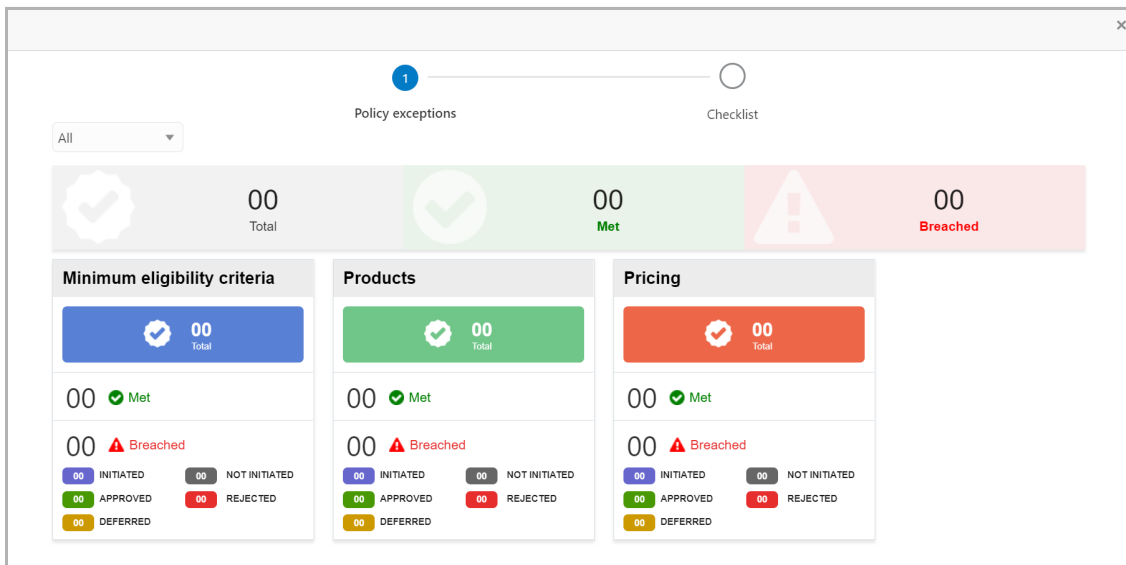 ×
1
Policy exceptions
Checklist
All
00
Total
00
Met
00
Breached
Minimum eligibility criteria
00
Total
00 Met
00 Breached
00 INITIATED 00 NOT INITIATED
00 APPROVED 00 REJECTED
00 DEFERRED
Products
00
Total
00 Met
00 Breached
00 INITIATED 00 NOT INITIATED
00 APPROVED 00 REJECTED
00 DEFERRED
Pricing
00
Total
00 Met
00 Breached
00 INITIATED 00 NOT INITIATED
00 APPROVED 00 REJECTED
00 DEFERRED